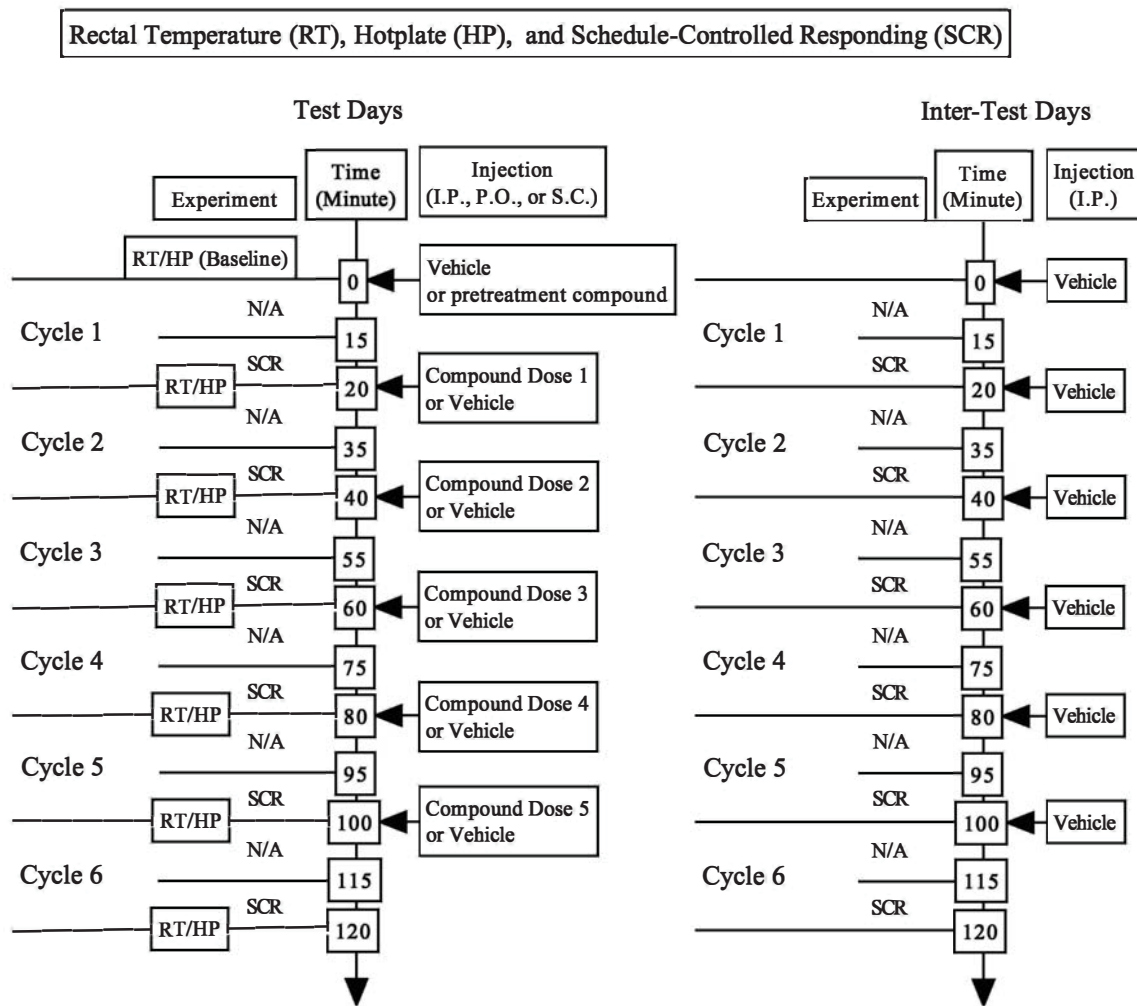 Rectal Temperature (RT), Hotplate (HP), and Schedule-Controlled Responding (SCR)
Test Days
Experiment
Time
(Minute)
Injection
(I.P., P.O., or S.C.)
RT/HP (Baseline)
0
Vehicle
or pretreatment compound
Cycle 1
N/A
15
SCR
RT/HP
20
Compound Dose 1
or Vehicle
Cycle 2
N/A
35
SCR
RT/HP
40
Compound Dose 2
or Vehicle
Cycle 3
N/A
55
SCR
RT/HP
60
Compound Dose 3
or Vehicle
Cycle 4
N/A
75
SCR
RT/HP
80
Compound Dose 4
or Vehicle
Cycle 5
N/A
95
SCR
RT/HP
100
Compound Dose 5
or Vehicle
Cycle 6
N/A
115
SCR
RT/HP
120
Inter-Test Days
Experiment
Time
(Minute)
Injection
(I.P.)
0
Vehicle
Cycle 1
N/A
15
SCR
20
Vehicle
Cycle 2
N/A
35
SCR
40
Vehicle
Cycle 3
N/A
55
SCR
60
Vehicle
Cycle 4
N/A
75
SCR
80
Vehicle
Cycle 5
N/A
95
SCR
100
Vehicle
Cycle 6
N/A
115
SCR
120